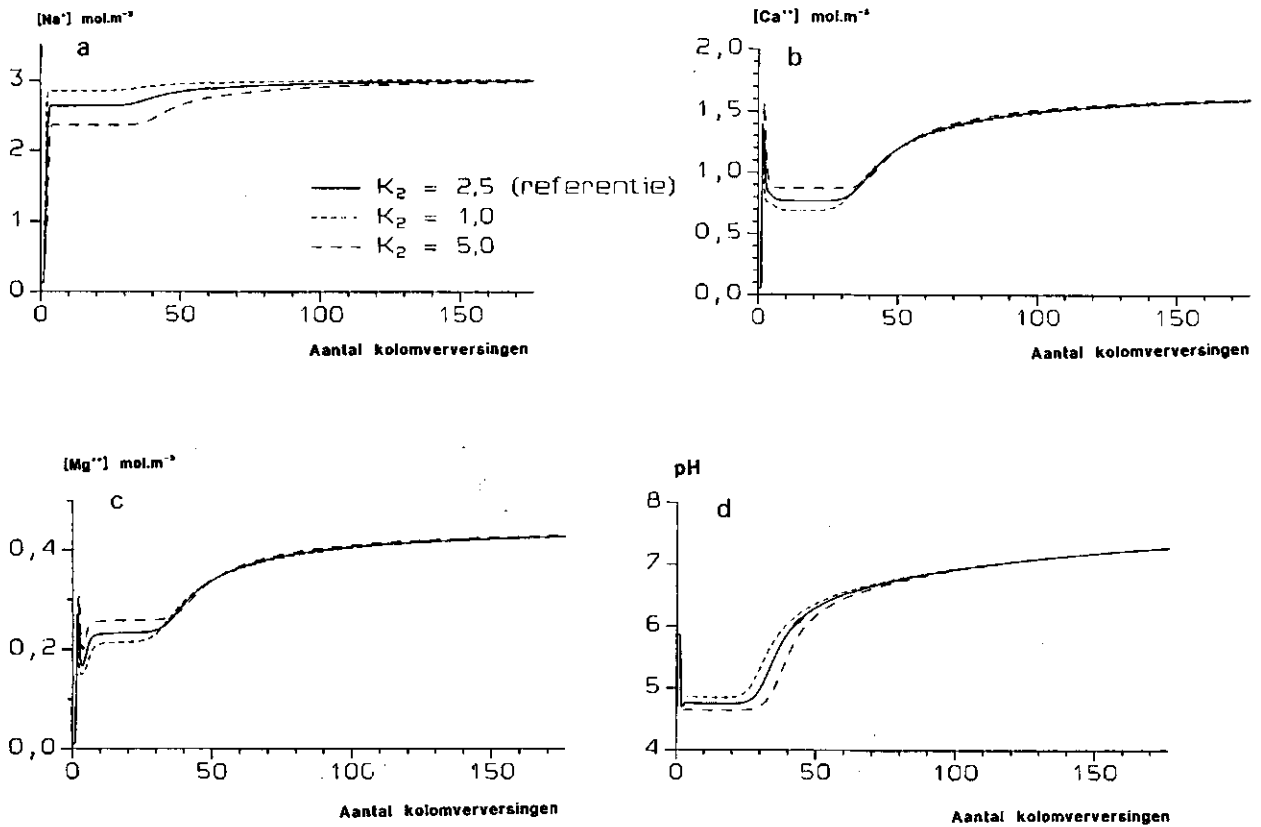 [Na⁺] mol.m⁻³
a
3
2
1
0
0 50 100 150
Aantal kolomverversingen
K₂ = 2,5 (referentie)
K₂ = 1,0
K₂ = 5,0
[Ca⁺⁺] mol.m⁻³
b
2,0
1,5
1,0
0,5
0,0
0 50 100 150
Aantal kolomverversingen
[Mg⁺⁺] mol.m⁻³
c
0,4
0,2
0,0
0 50 100 150
Aantal kolomverversingen
pH
d
8
7
6
5
4
0 50 100 150
Aantal kolomverversingen